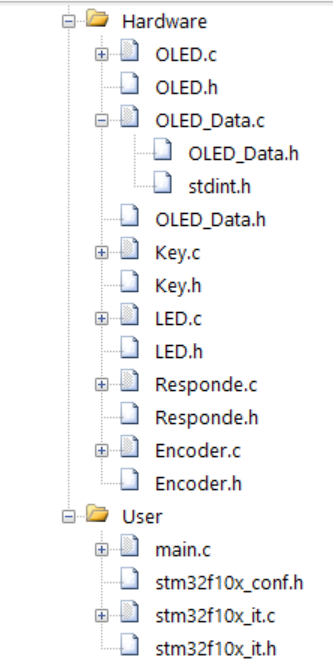 Hardware
OLED.c
OLED.h
OLED_Data.c
OLED_Data.h
stdint.h
OLED_Data.h
Key.c
Key.h
LED.c
LED.h
Responde.c
Responde.h
Encoder.c
Encoder.h
User
main.c
stm32f10x_conf.h
stm32f10x_it.c
stm32f10x_it.h